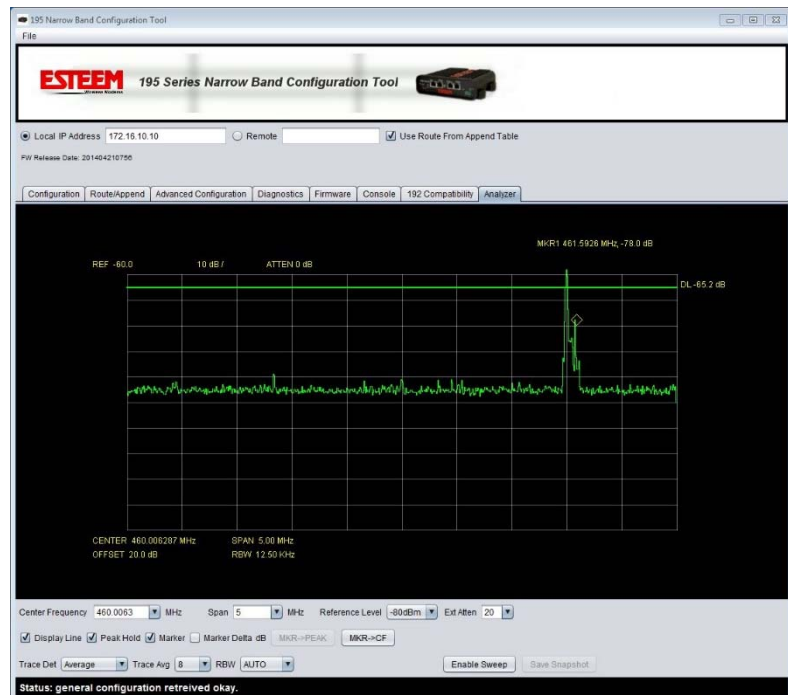 195 Narrow Band Configuration Tool
File
ESTEEM
195 Series Narrow Band Configuration Tool
Local IP Address 172.16.10.10 Remote Use Route From Append Table
FW Release Date: 201404210756
Configuration Route/Append Advanced Configuration Diagnostics Firmware Console 192 Compatibility Analyzer
MKR1 461.5926 MHz, -78.0 dB
REF -60.0 10 dB / ATTEN 0 dB
DL -65.2 dB
CENTER 460.006287 MHz SPAN 5.00 MHz
OFFSET 20.0 dB RBW 12.50 KHz
Center Frequency 460.0063 MHz Span 5 MHz Reference Level -80dBm Ext Atten 20
Display Line Peak Hold Marker Marker Delta dB MKR->PEAK MKR->CF
Trace Det Average Trace Avg 8 RBW AUTO Enable Sweep Save Snapshot
Status: general configuration retreived okay.